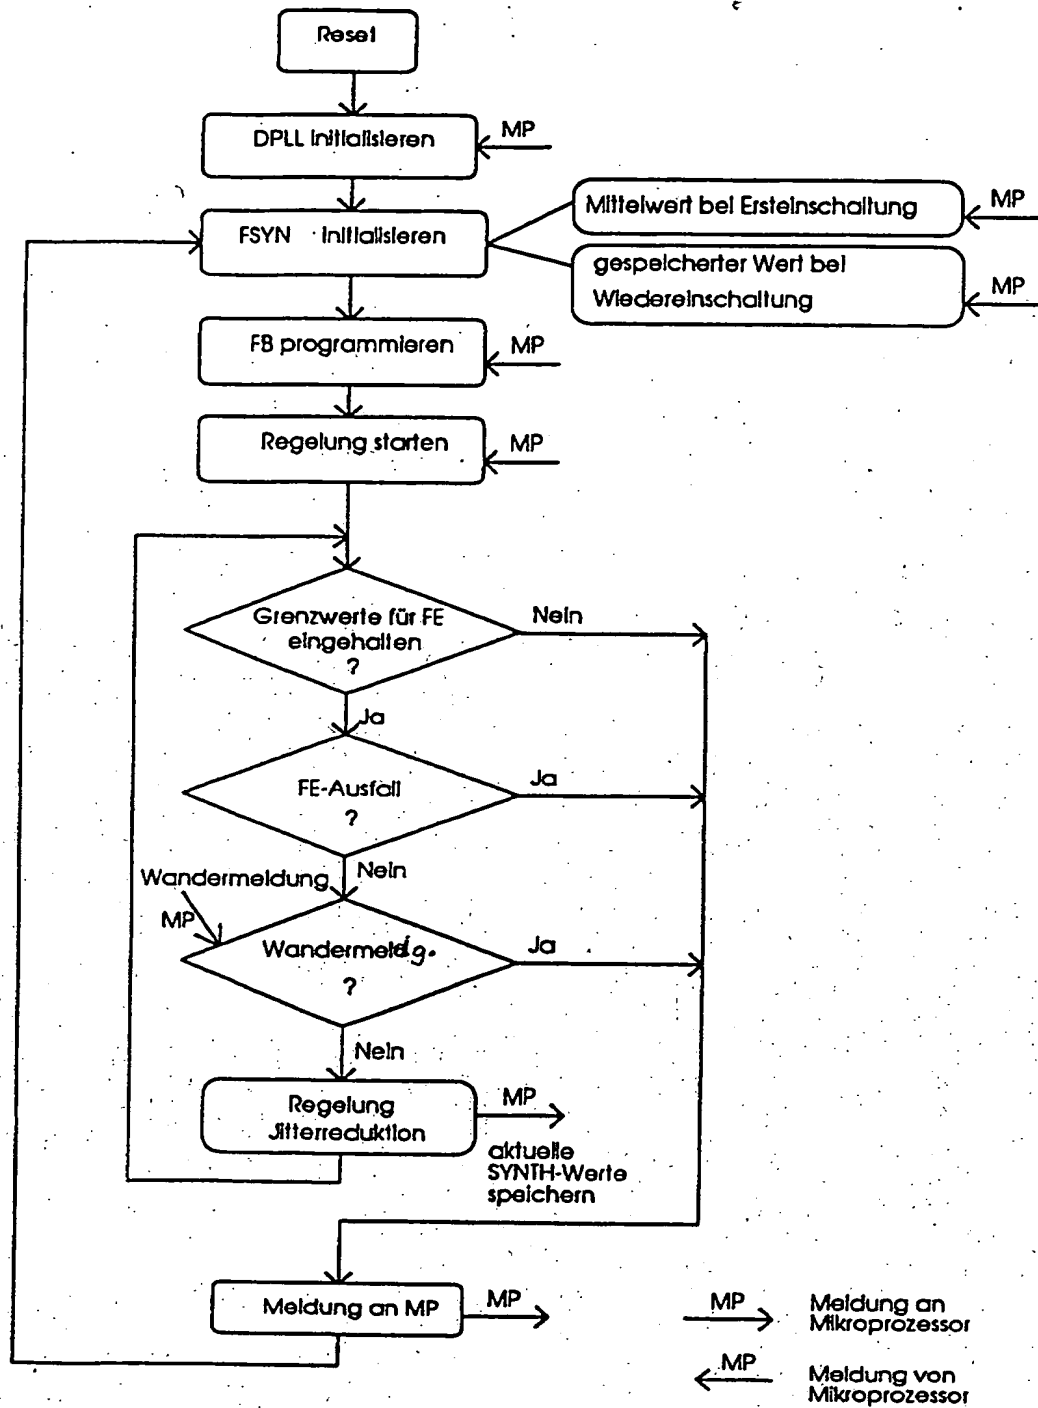 Reset
DPLL initialisieren
MP
FSYN initialisieren
Mittelwert bei Ersteinschaltung
MP
gespeicherter Wert bei
Wiedereinschaltung
MP
FB programmieren
MP
Regelung starten
MP
Grenzwerte für FE
eingehalten
?
Nein
Ja
FE-Ausfall
?
Ja
Nein
Wandermeldung
MP
Wandermeldg.
?
Ja
Nein
Regelung
Jitterreduktion
MP
aktuelle
SYNTH-Werte
speichern
Meldung an MP
MP
MP
Meldung an
Mikroprozessor
MP
Meldung von
Mikroprozessor